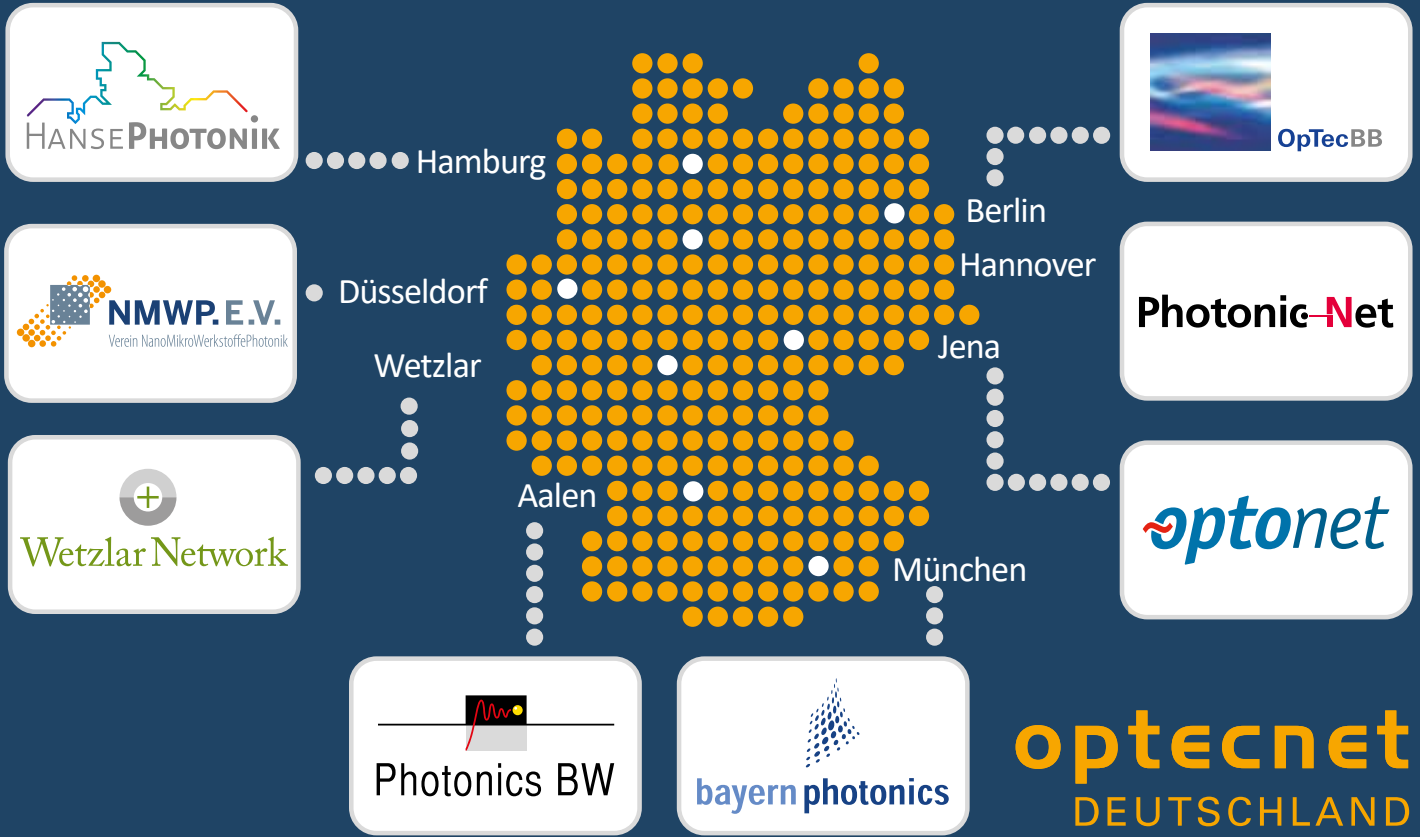 HANSEPHOTONiK
Hamburg
OpTecBB
Berlin
Hannover
NMWP.E.V.
Verein NanoMikroWerkstoffePhotonik
Düsseldorf
Photonic Net
Wetzlar
Jena
Wetzlar Network
Aalen
optonet
München
Photonics BW
bayern photonics
optecnet
DEUTSCHLAND